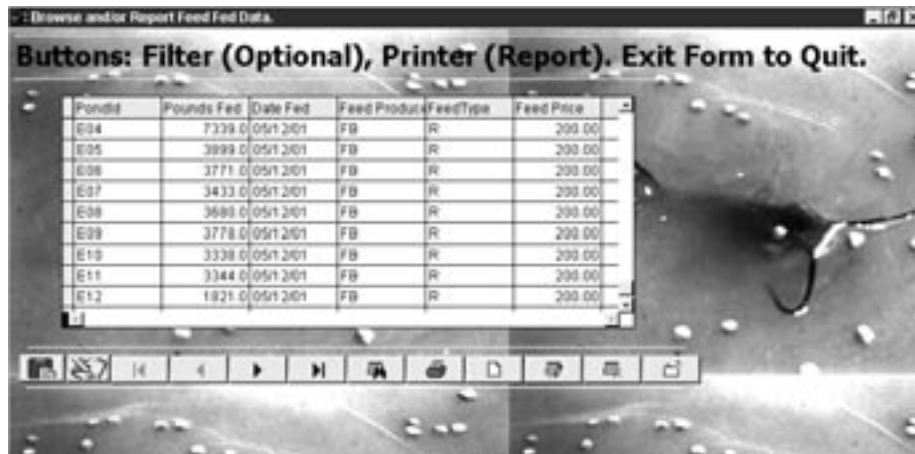 Browse and/or Report Feed Fed Data.
Buttons: Filter (Optional), Printer (Report). Exit Form to Quit.
PondId Pounds Fed Date Fed Feed Produce FeedType Feed Price
E04 7339.0 05/12/01 FB R 200.00
E05 3899.0 05/12/01 FB R 200.00
E06 3771.0 05/12/01 FB R 200.00
E07 3433.0 05/12/01 FB R 200.00
E08 3680.0 05/12/01 FB R 200.00
E09 3778.0 05/12/01 FB R 200.00
E10 3338.0 05/12/01 FB R 200.00
E11 3344.0 05/12/01 FB R 200.00
E12 1821.0 05/12/01 FB R 200.00